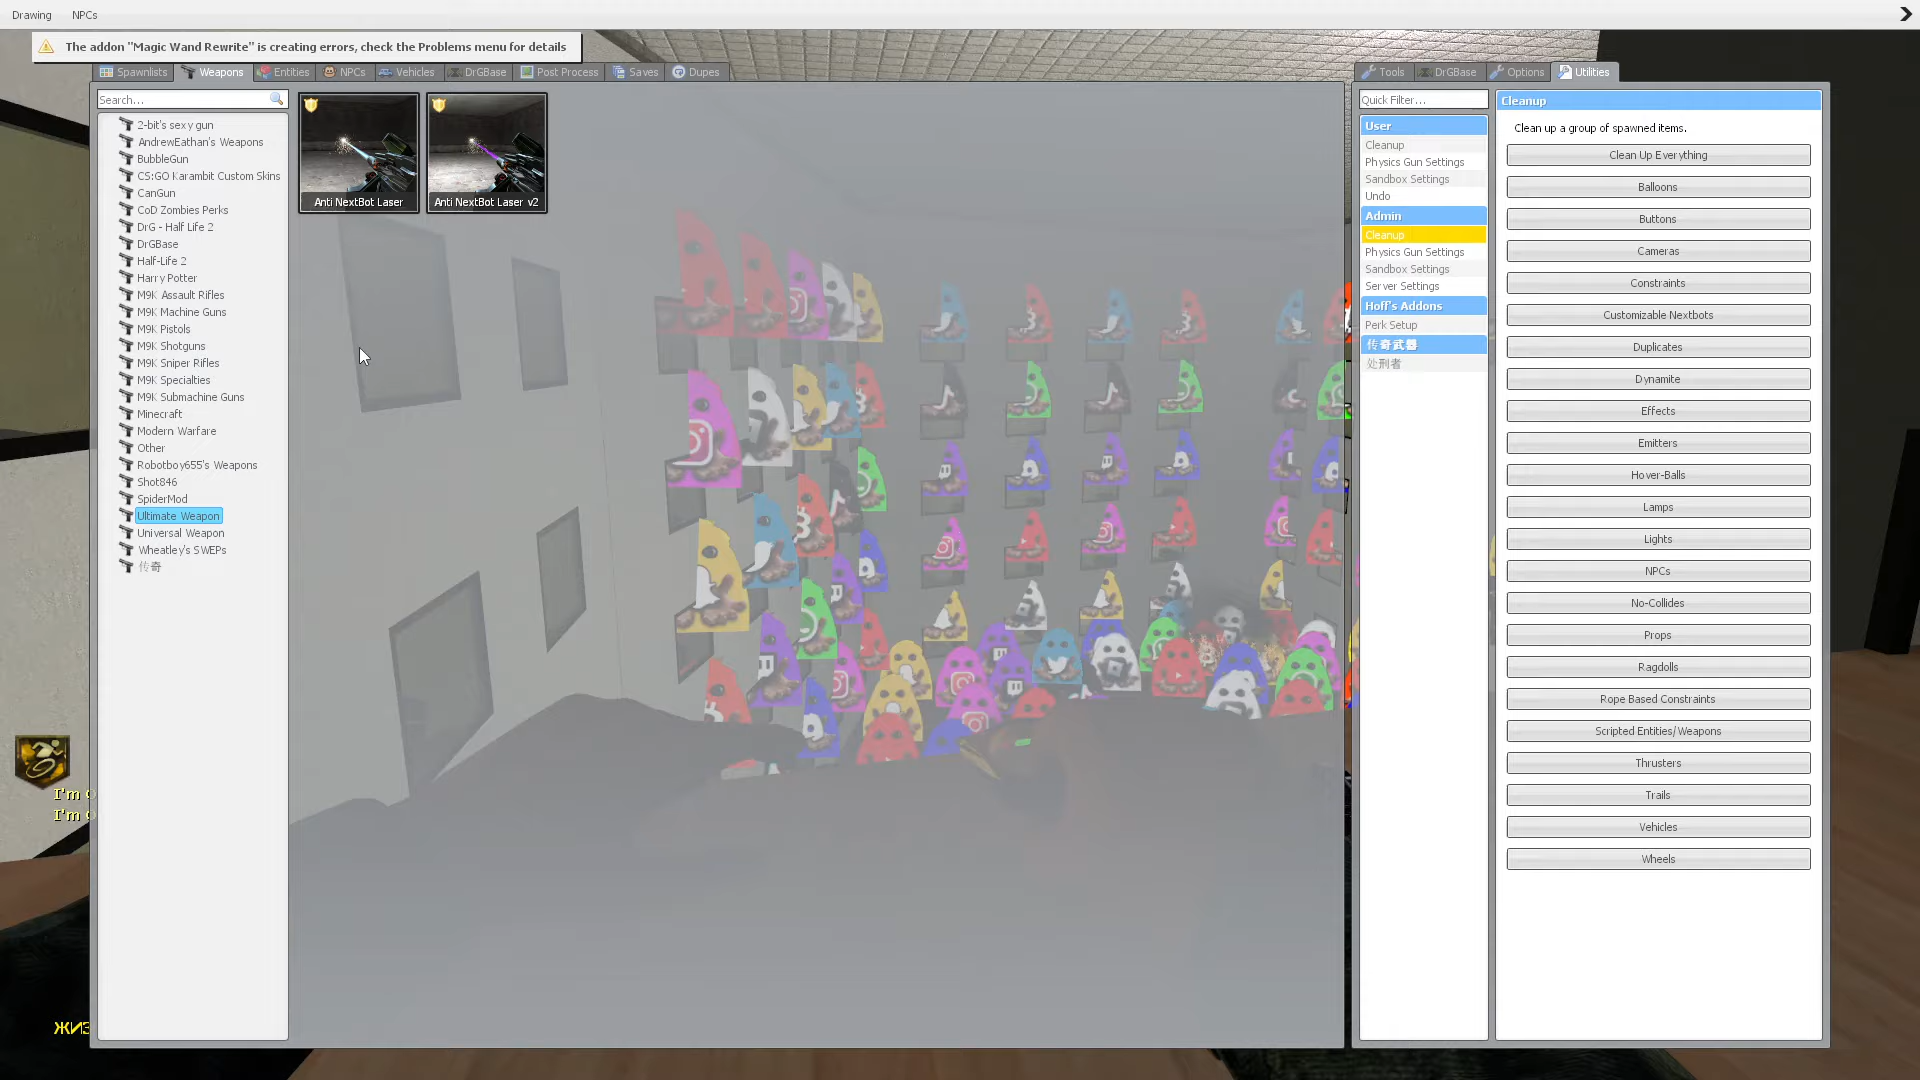 Drawing NPCs
The addon "Magic Wand Rewrite" is creating errors, check the Problems menu for details
Spawnlists Weapons Entities NPCs Vehicles DrGBase Post Process Saves Dupes
Search...
2-bit's sexy gun
AndrewEathan's Weapons
BubbleGun
CS:GO Karambit Custom Skins
CanGun
CoD Zombies Perks
DrG - Half Life 2
DrGBase
Half-Life 2
Harry Potter
M9K Assault Rifles
M9K Machine Guns
M9K Pistols
M9K Shotguns
M9K Sniper Rifles
M9K Specialties
M9K Submachine Guns
Minecraft
Modern Warfare
Other
Robotboy655's Weapons
Shot846
SpiderMod
Ultimate Weapon
Universal Weapon
Wheatley's SWEPs
传奇
Anti NextBot Laser
Anti NextBot Laser v2
I'm
I'm
ЖИЗ
Tools DrGBase Options Utilities
Quick Filter...
User
Cleanup
Physics Gun Settings
Sandbox Settings
Undo
Admin
Cleanup
Physics Gun Settings
Sandbox Settings
Server Settings
Hoff's Addons
Perk Setup
传奇武器
处刑者
Cleanup
Clean up a group of spawned items.
Clean Up Everything
Balloons
Buttons
Cameras
Constraints
Customizable Nextbots
Duplicates
Dynamite
Effects
Emitters
Hover-Balls
Lamps
Lights
NPCs
No-Collides
Props
Ragdolls
Rope Based Constraints
Scripted Entities/Weapons
Thrusters
Trails
Vehicles
Wheels